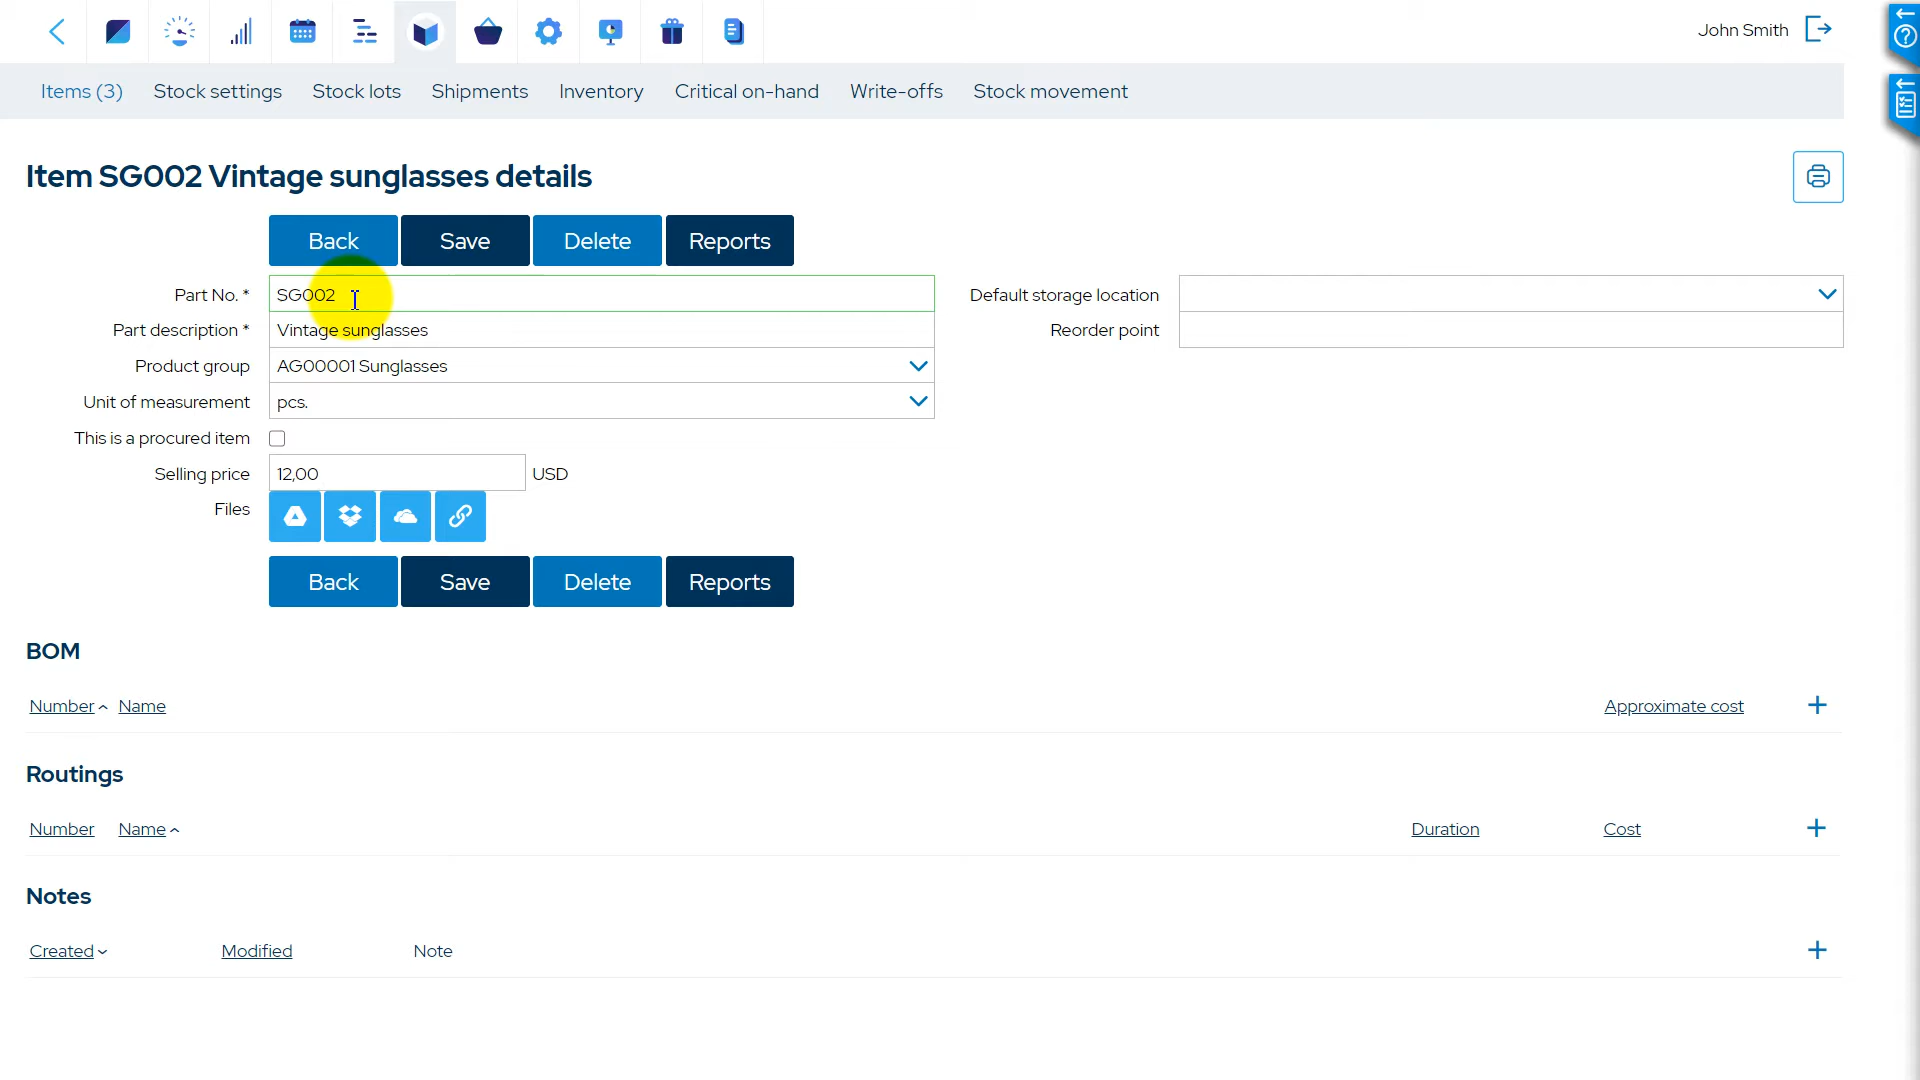 John Smith
Items (3) Stock settings Stock lots Shipments Inventory Critical on-hand Write-offs Stock movement
Item SG002 Vintage sunglasses details
Back Save Delete Reports
Part No. * SG002 Default storage location
Part description * Vintage sunglasses Reorder point
Product group AG00001 Sunglasses
Unit of measurement pcs.
This is a procured item
Selling price 12,00 USD
Files
Back Save Delete Reports
BOM
Number Name Approximate cost
Routings
Number Name Duration Cost
Notes
Created Modified Note